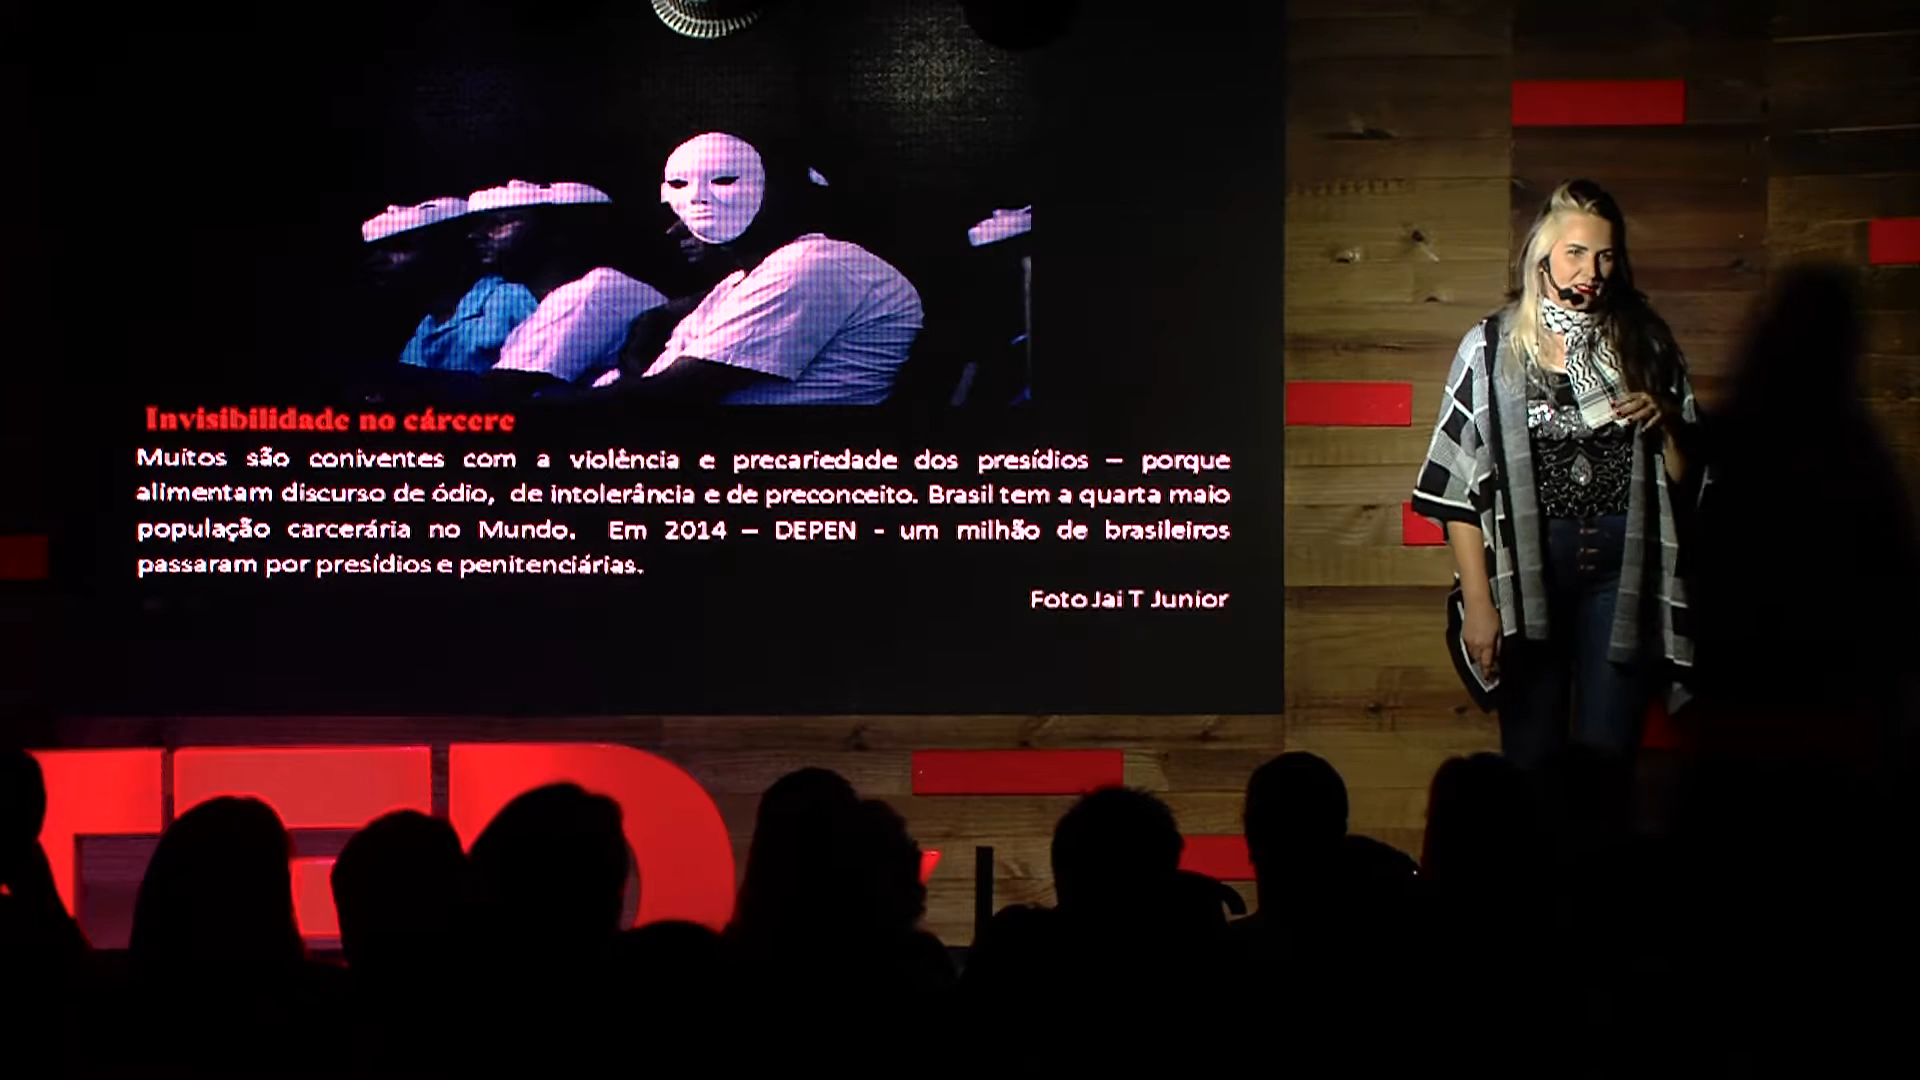 Invisibilidade no cárcere
Muitos são coniventes com a violência e precariedade dos presídios – porque
alimentam discurso de ódio, de intolerância e de preconceito. Brasil tem a quarta maio
população carcerária no Mundo. Em 2014 – DEPEN - um milhão de brasileiros
passaram por presídios e penitenciárias.
Foto Jai T Junior
TED